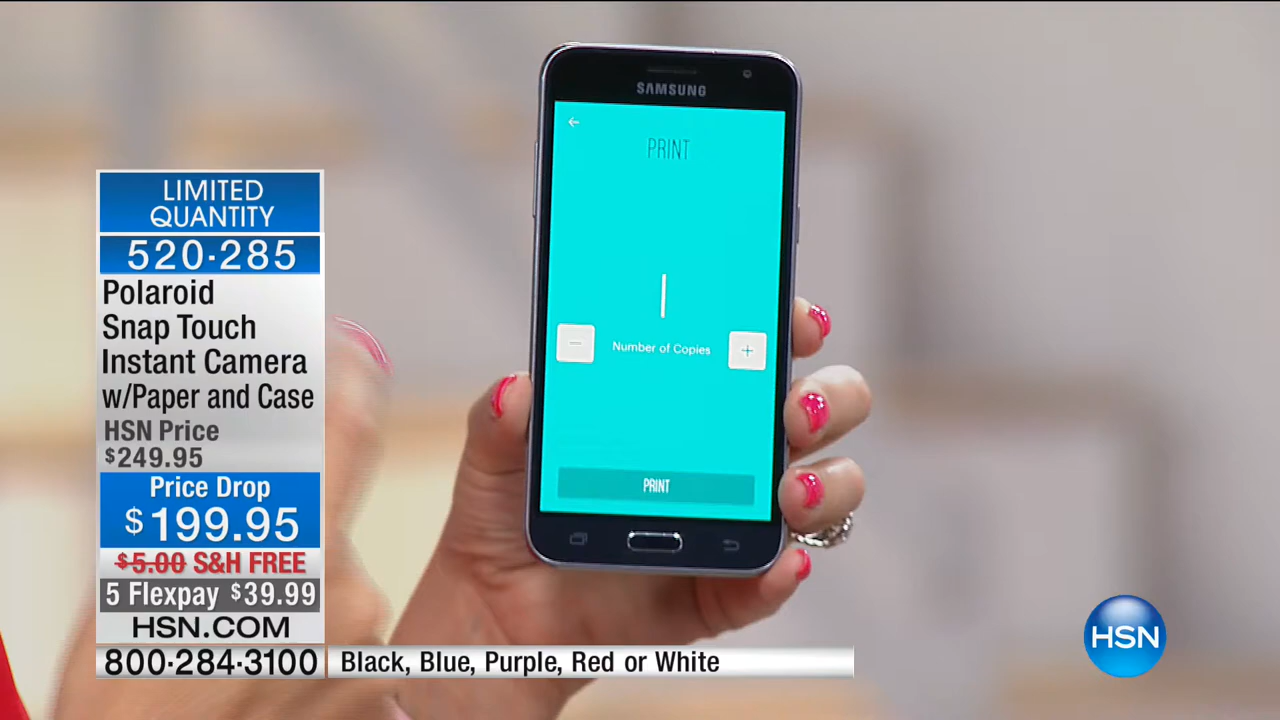 LIMITED
QUANTITY
520-285
Polaroid
Snap Touch
Instant Camera
w/Paper and Case
HSN Price
$249.95
Price Drop
$199.95
$5.00 S&H FREE
5 Flexpay $39.99
HSN.COM
800-284-3100
Black, Blue, Purple, Red or White
SAMSUNG
PRINT
1
Number of Copies
PRINT
HSN